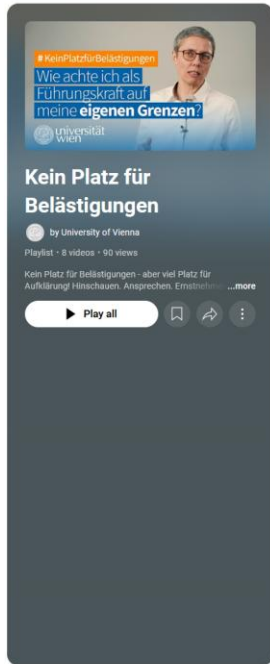 #KeinPlatzfürBelästigungen
Wie achte ich als
Führungskraft auf
meine eigenen Grenzen?
universität
wien
Kein Platz für
Belästigungen
by University of Vienna
Playlist • 8 videos • 90 views
Kein Platz für Belästigungen - aber viel Platz für
Aufklärung! Hinschauen. Ansprechen. ...more
Play all